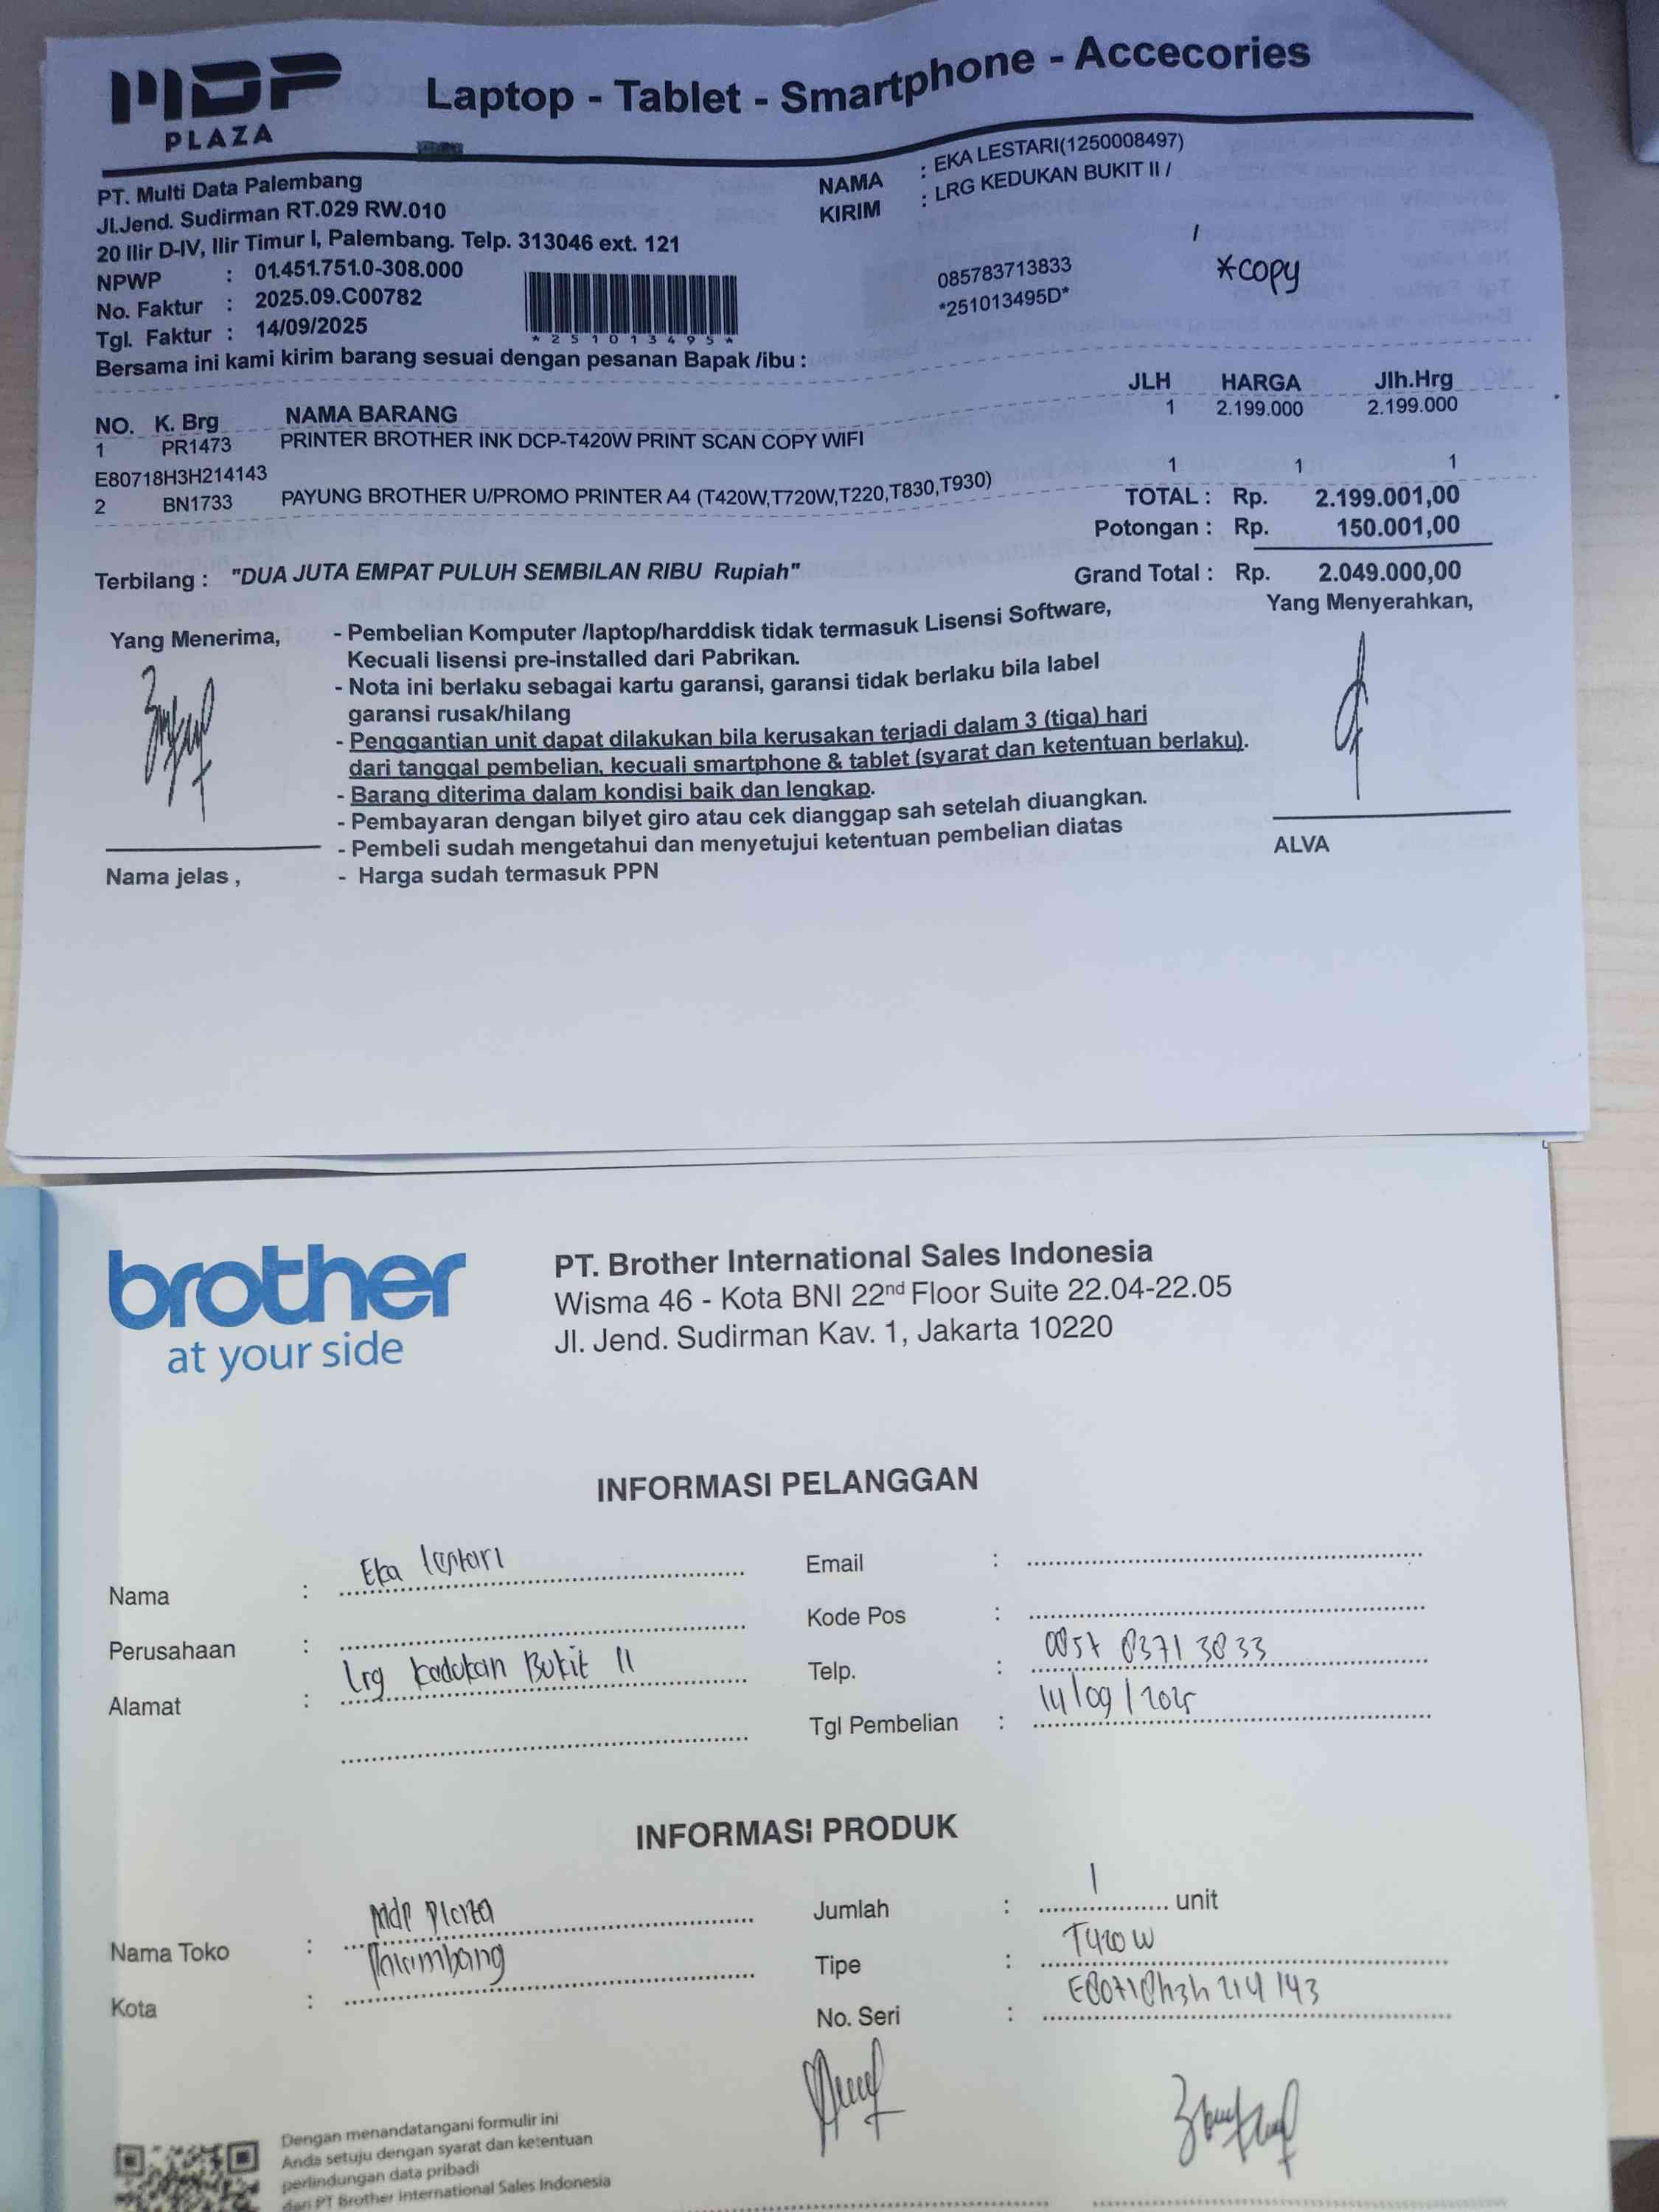 MDP
PLAZA
Laptop - Tablet - Smartphone - Accecories
PT. Multi Data Palembang
Jl.Jend. Sudirman RT.029 RW.010
20 Ilir D-IV, Ilir Timur I, Palembang. Telp. 313046 ext. 121
NPWP : 01.451.751.0-308.000
No. Faktur : 2025.09.C00782
Tgl. Faktur : 14/09/2025
*251013495*
NAMA : EKA LESTARI(1250008497)
KIRIM : LRG KEDUKAN BUKIT II /
/
085783713833
*251013495D*
*copy
Bersama ini kami kirim barang sesuai dengan pesanan Bapak /ibu :
NO. K. Brg NAMA BARANG JLH HARGA Jlh.Hrg
1 PR1473 PRINTER BROTHER INK DCP-T420W PRINT SCAN COPY WIFI 1 2.199.000 2.199.000
E80718H3H214143
2 BN1733 PAYUNG BROTHER U/PROMO PRINTER A4 (T420W,T720W,T220,T830,T930) 1 1 1
TOTAL : Rp. 2.199.001,00
Potongan : Rp. 150.001,00
Terbilang : "DUA JUTA EMPAT PULUH SEMBILAN RIBU Rupiah"
Grand Total : Rp. 2.049.000,00
Yang Menerima,
- Pembelian Komputer /laptop/harddisk tidak termasuk Lisensi Software,
Kecuali lisensi pre-installed dari Pabrikan.
- Nota ini berlaku sebagai kartu garansi, garansi tidak berlaku bila label
garansi rusak/hilang
- Penggantian unit dapat dilakukan bila kerusakan terjadi dalam 3 (tiga) hari
dari tanggal pembelian, kecuali smartphone & tablet (syarat dan ketentuan berlaku).
- Barang diterima dalam kondisi baik dan lengkap.
- Pembayaran dengan bilyet giro atau cek dianggap sah setelah diuangkan.
- Pembeli sudah mengetahui dan menyetujui ketentuan pembelian diatas
- Harga sudah termasuk PPN
Nama jelas ,
Yang Menyerahkan,
ALVA
brother
at your side
PT. Brother International Sales Indonesia
Wisma 46 - Kota BNI 22nd Floor Suite 22.04-22.05
Jl. Jend. Sudirman Kav. 1, Jakarta 10220
INFORMASI PELANGGAN
Nama : Eka lestari
Perusahaan :
Alamat : lrg kedukan Bukit II
Email :
Kode Pos :
Telp. : 0857 8371 3833
Tgl Pembelian : 14/09/2025
INFORMASI PRODUK
Nama Toko : Mdp plaza
Kota : Palembang
Jumlah : 1 unit
Tipe : T420W
No. Seri : E80718h3h214143
Dengan menandatangani formulir ini
Anda setuju dengan syarat dan ketentuan
perlindungan data pribadi
dari PT Brother International Sales Indonesia